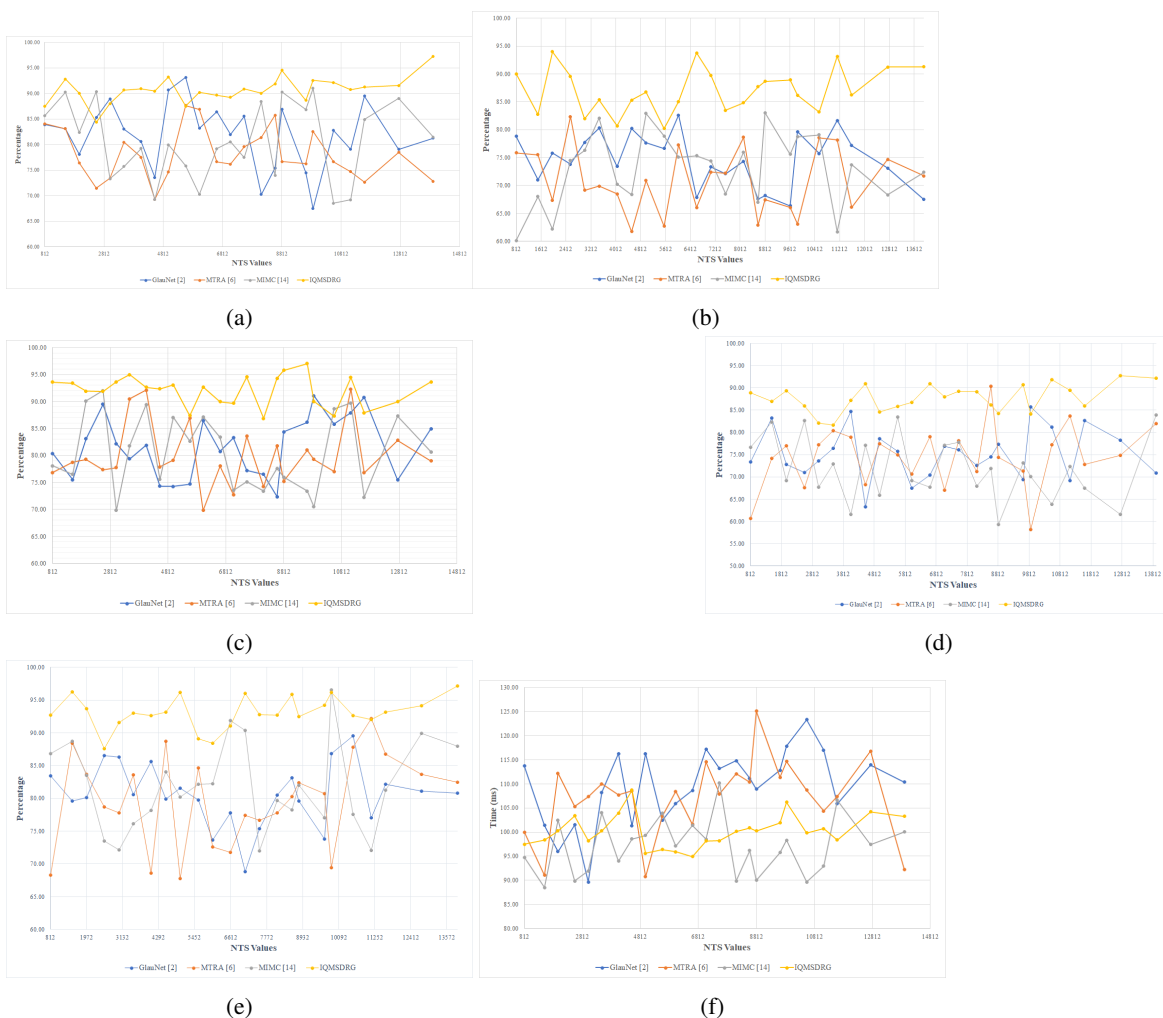 100.00
95.00
90.00
85.00
80.00
75.00
70.00
65.00
60.00
Percentage
812 2812 4812 6812 8812 10812 12812 14812
NTS Values
GlauNet [2] MTRA [6] MIMC [14] IQMSDRG
(a)
100.00
95.00
90.00
85.00
80.00
75.00
70.00
65.00
60.00
Percentage
812 1612 2412 3212 4012 4812 5612 6412 7212 8012 8812 9612 10412 11212 12012 12812 13612
NTS Values
GlauNet [2] MTRA [6] MIMC [14] IQMSDRG
(b)
100.00
95.00
90.00
85.00
80.00
75.00
70.00
65.00
60.00
Percentage
812 2812 4812 6812 8812 10812 12812 14812
NTS Values
GlauNet [2] MTRA [6] MIMC [14] IQMSDRG
(c)
100.00
95.00
90.00
85.00
80.00
75.00
70.00
65.00
60.00
55.00
50.00
Percentage
812 1812 2812 3812 4812 5812 6812 7812 8812 9812 10812 11812 12812 13812
NTS Values
GlauNet [2] MTRA [6] MIMC [14] IQMSDRG
(d)
100.00
95.00
90.00
85.00
80.00
75.00
70.00
65.00
60.00
Percentage
812 1972 3132 4292 5452 6612 7772 8932 10092 11252 12412 13572
NTS Values
GlauNet [2] MTRA [6] MIMC [14] IQMSDRG
(e)
130.00
125.00
120.00
115.00
110.00
105.00
100.00
95.00
90.00
85.00
80.00
Time (ms)
812 2812 4812 6812 8812 10812 12812 14812
NTS Values
GlauNet [2] MTRA [6] MIMC [14] IQMSDRG
(f)